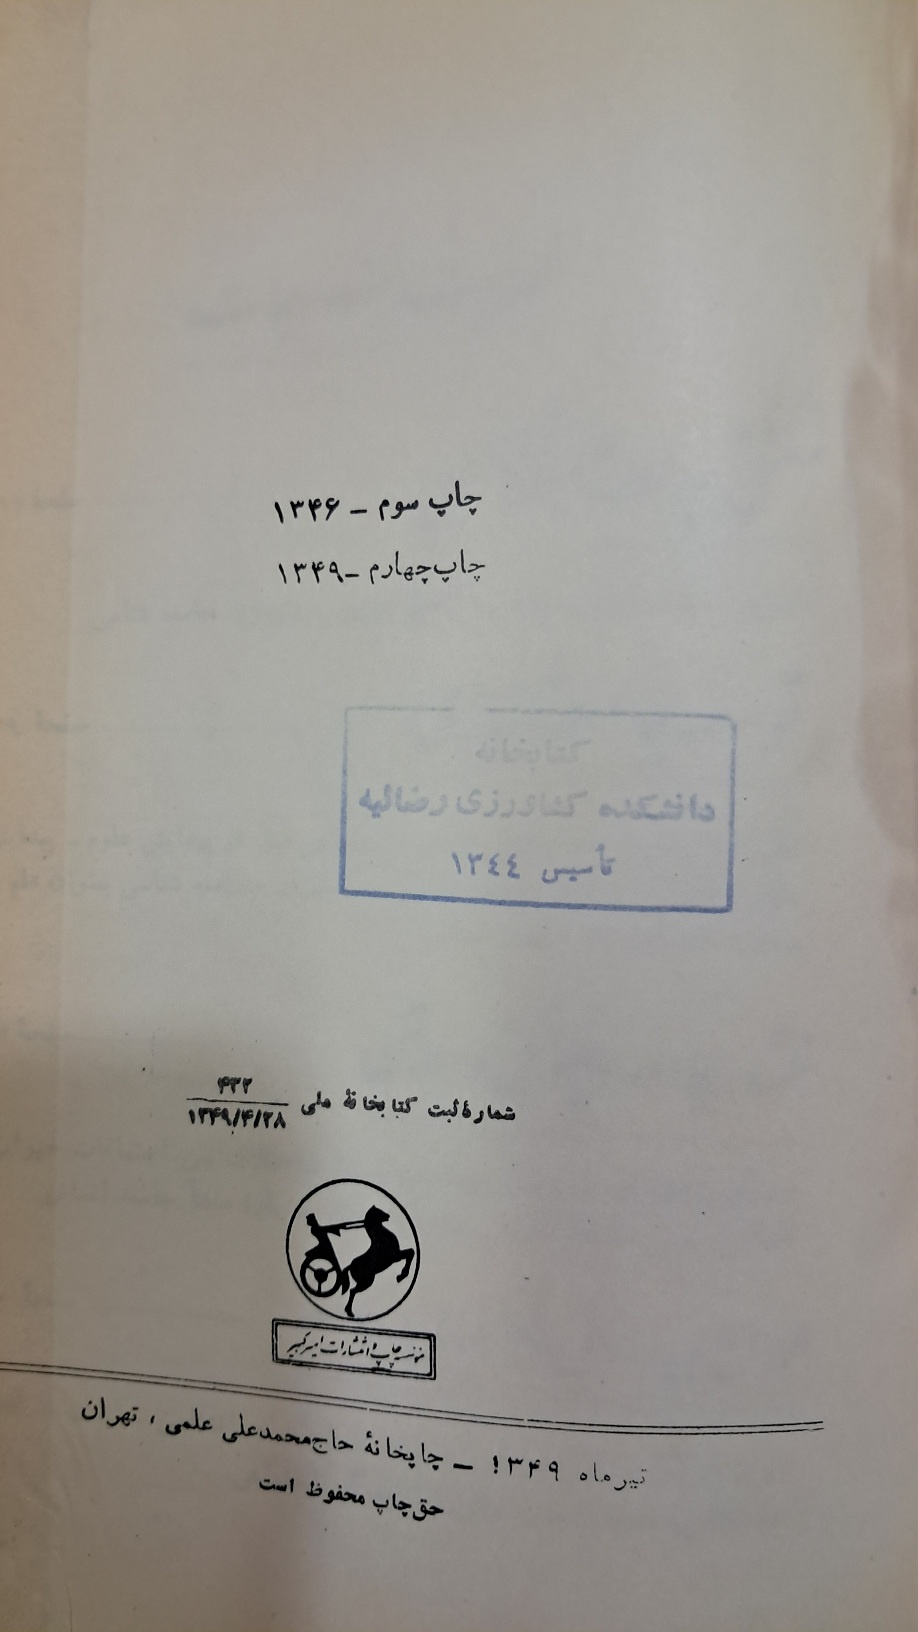 چاپ سوم – ۱۳۴۶
چاپ چهارم – ۱۳۴۹
کتابخانه
دانشکده کشاورزی رضائیه
تأسیس ١٣٤٤
شمارهٔ ثبت کتابخانهٔ ملی ۴۳۲
۱۳۴۹/۴/۲۸
مؤسسه چاپ و انتشارات امیرکبیر
تیرماه ۱۳۴۹ – چاپخانهٔ حاج‌محمدعلی علمی ، تهران
حق چاپ محفوظ است